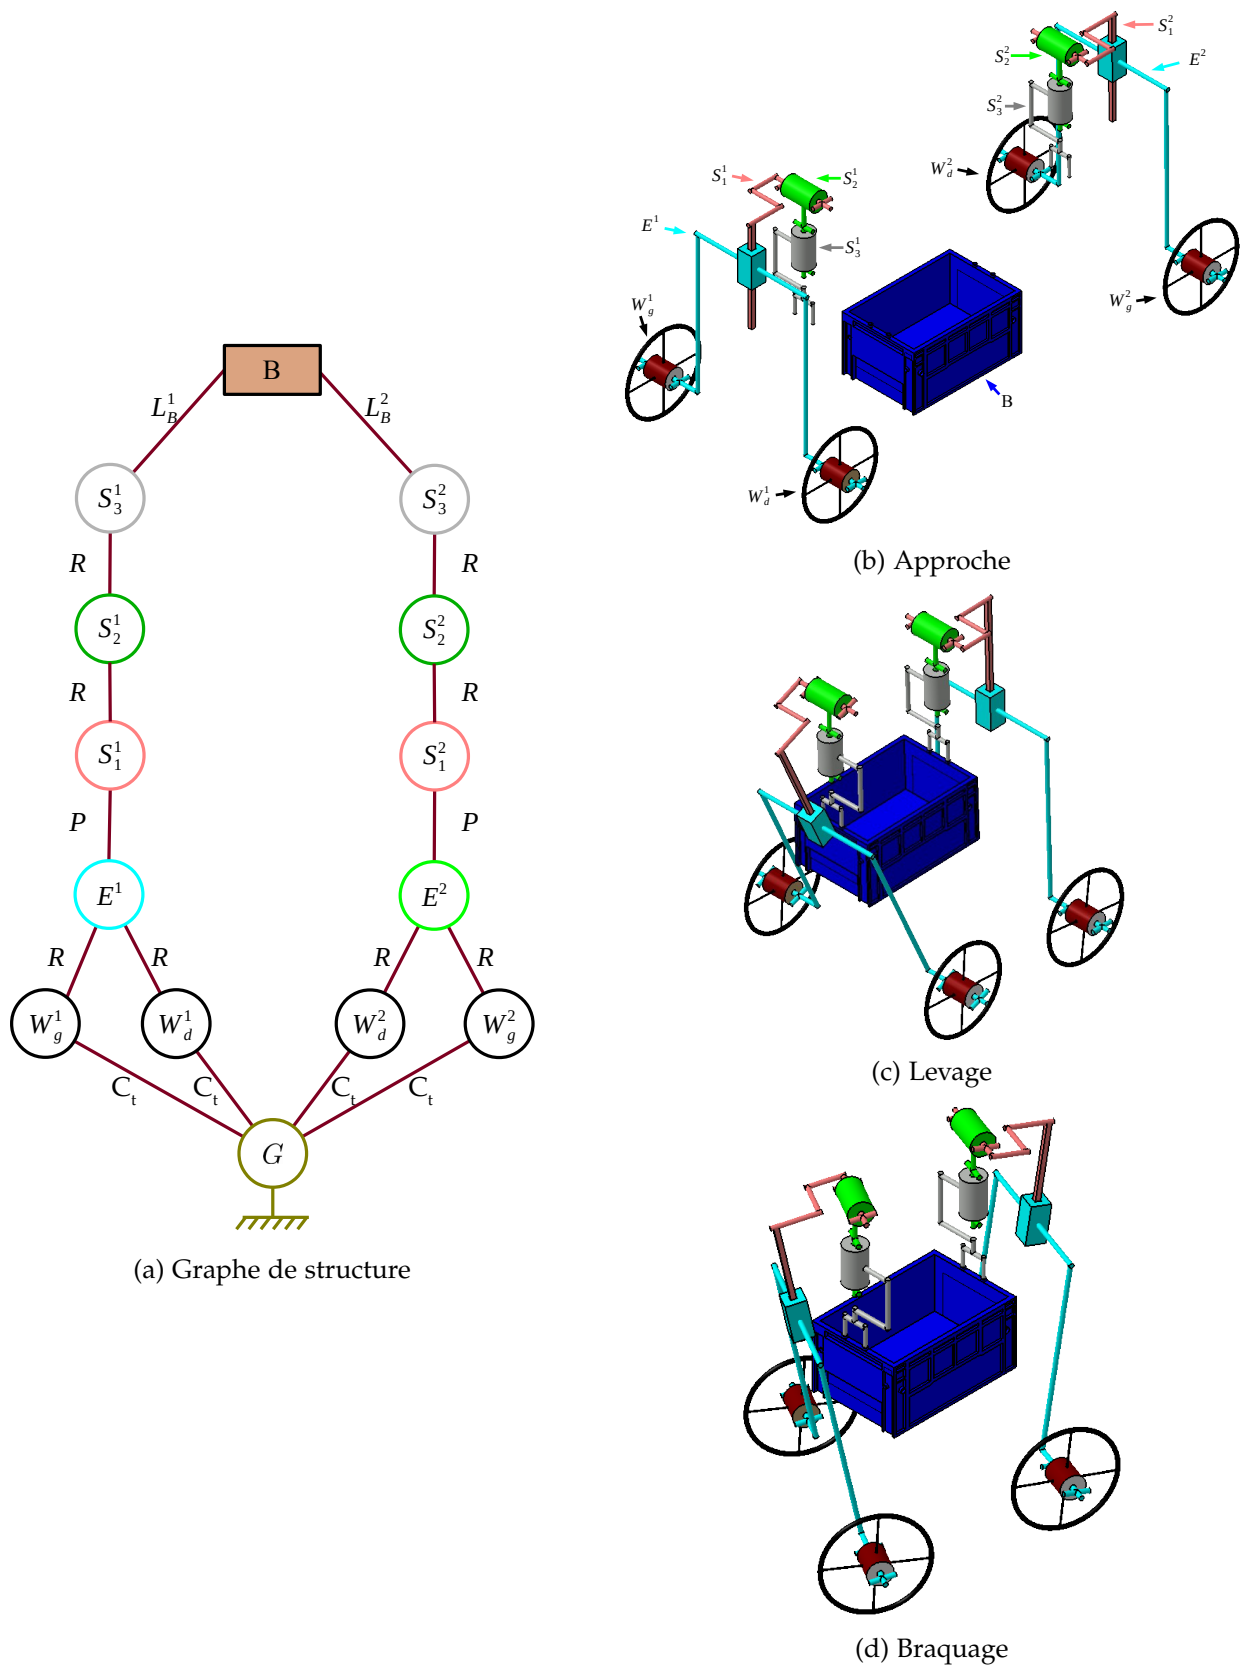 B
L_B^1 L_B^2
S_3^1 S_3^2
R R
S_2^1 S_2^2
R R
S_1^1 S_1^2
P P
E^1 E^2
R R R R
W_g^1 W_d^1 W_d^2 W_g^2
C_t C_t C_t C_t
G
(a) Graphe de structure
S_1^2
S_2^2
E^2
S_3^2
W_d^2
S_1^1 S_2^1
E^1
S_3^1
W_g^1
W_g^2
B
W_d^1
(b) Approche
(c) Levage
(d) Braquage